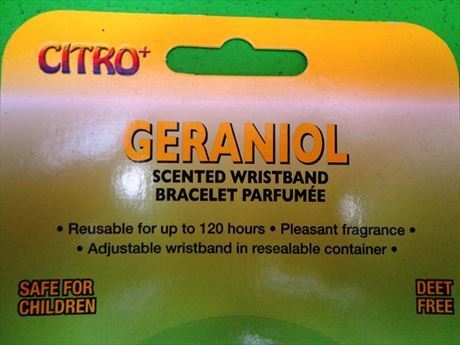 CITRO+
GERANIOL
SCENTED WRISTBAND
BRACELET PARFUMÉE
• Reusable for up to 120 hours • Pleasant fragrance •
• Adjustable wristband in resealable container •
SAFE FOR
CHILDREN
DEET
FREE